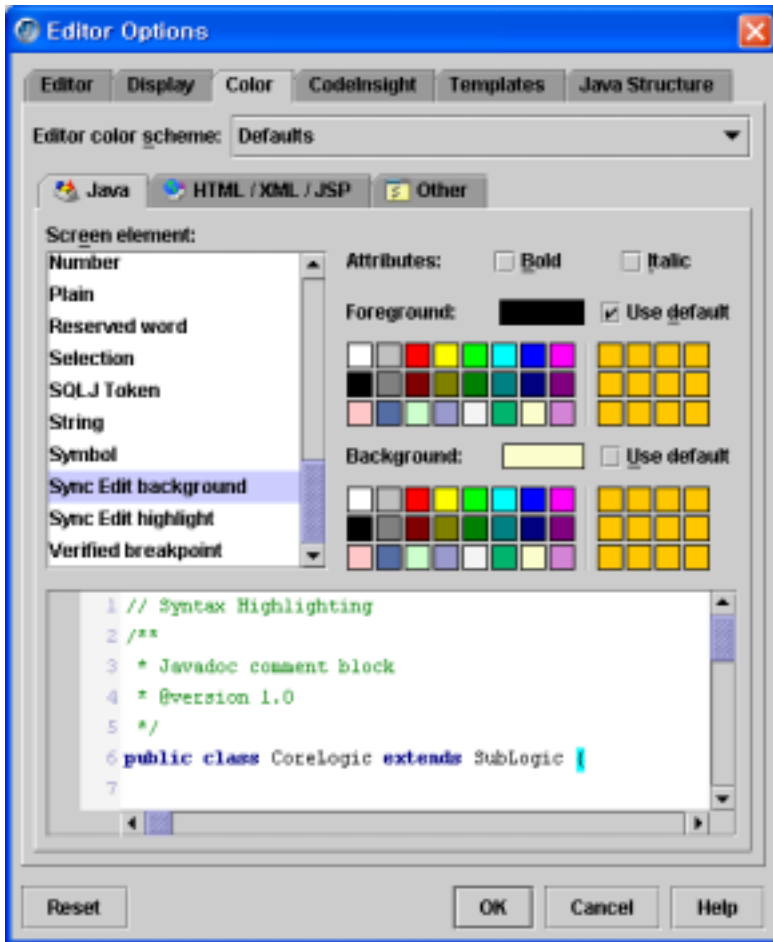 Editor Options
Editor Display Color CodeInsight Templates Java Structure
Editor color scheme: Defaults
Java HTML / XML / JSP Other
Screen element:
Number
Plain
Reserved word
Selection
SQLJ Token
String
Symbol
Sync Edit background
Sync Edit highlight
Verified breakpoint
Attributes: Bold Italic
Foreground: Use default
Background: Use default
1 // Syntax Highlighting
2 /**
3 * Javadoc comment block
4 * @version 1.0
5 */
6 public class CoreLogic extends SubLogic {
7
Reset OK Cancel Help